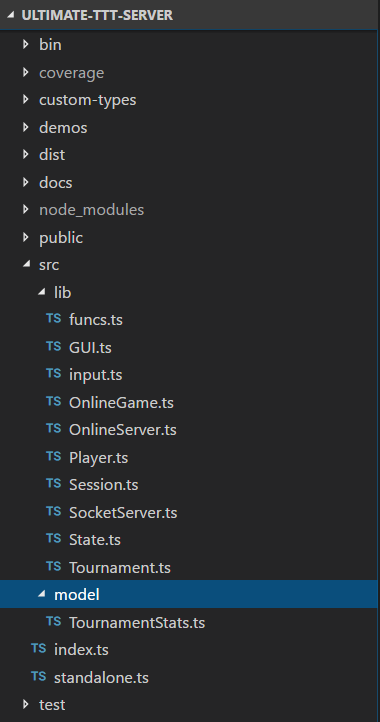 ULTIMATE-TTT-SERVER
bin
coverage
custom-types
demos
dist
docs
node_modules
public
src
lib
TS funcs.ts
TS GUI.ts
TS input.ts
TS OnlineGame.ts
TS OnlineServer.ts
TS Player.ts
TS Session.ts
TS SocketServer.ts
TS State.ts
TS Tournament.ts
model
TS TournamentStats.ts
TS index.ts
TS standalone.ts
test